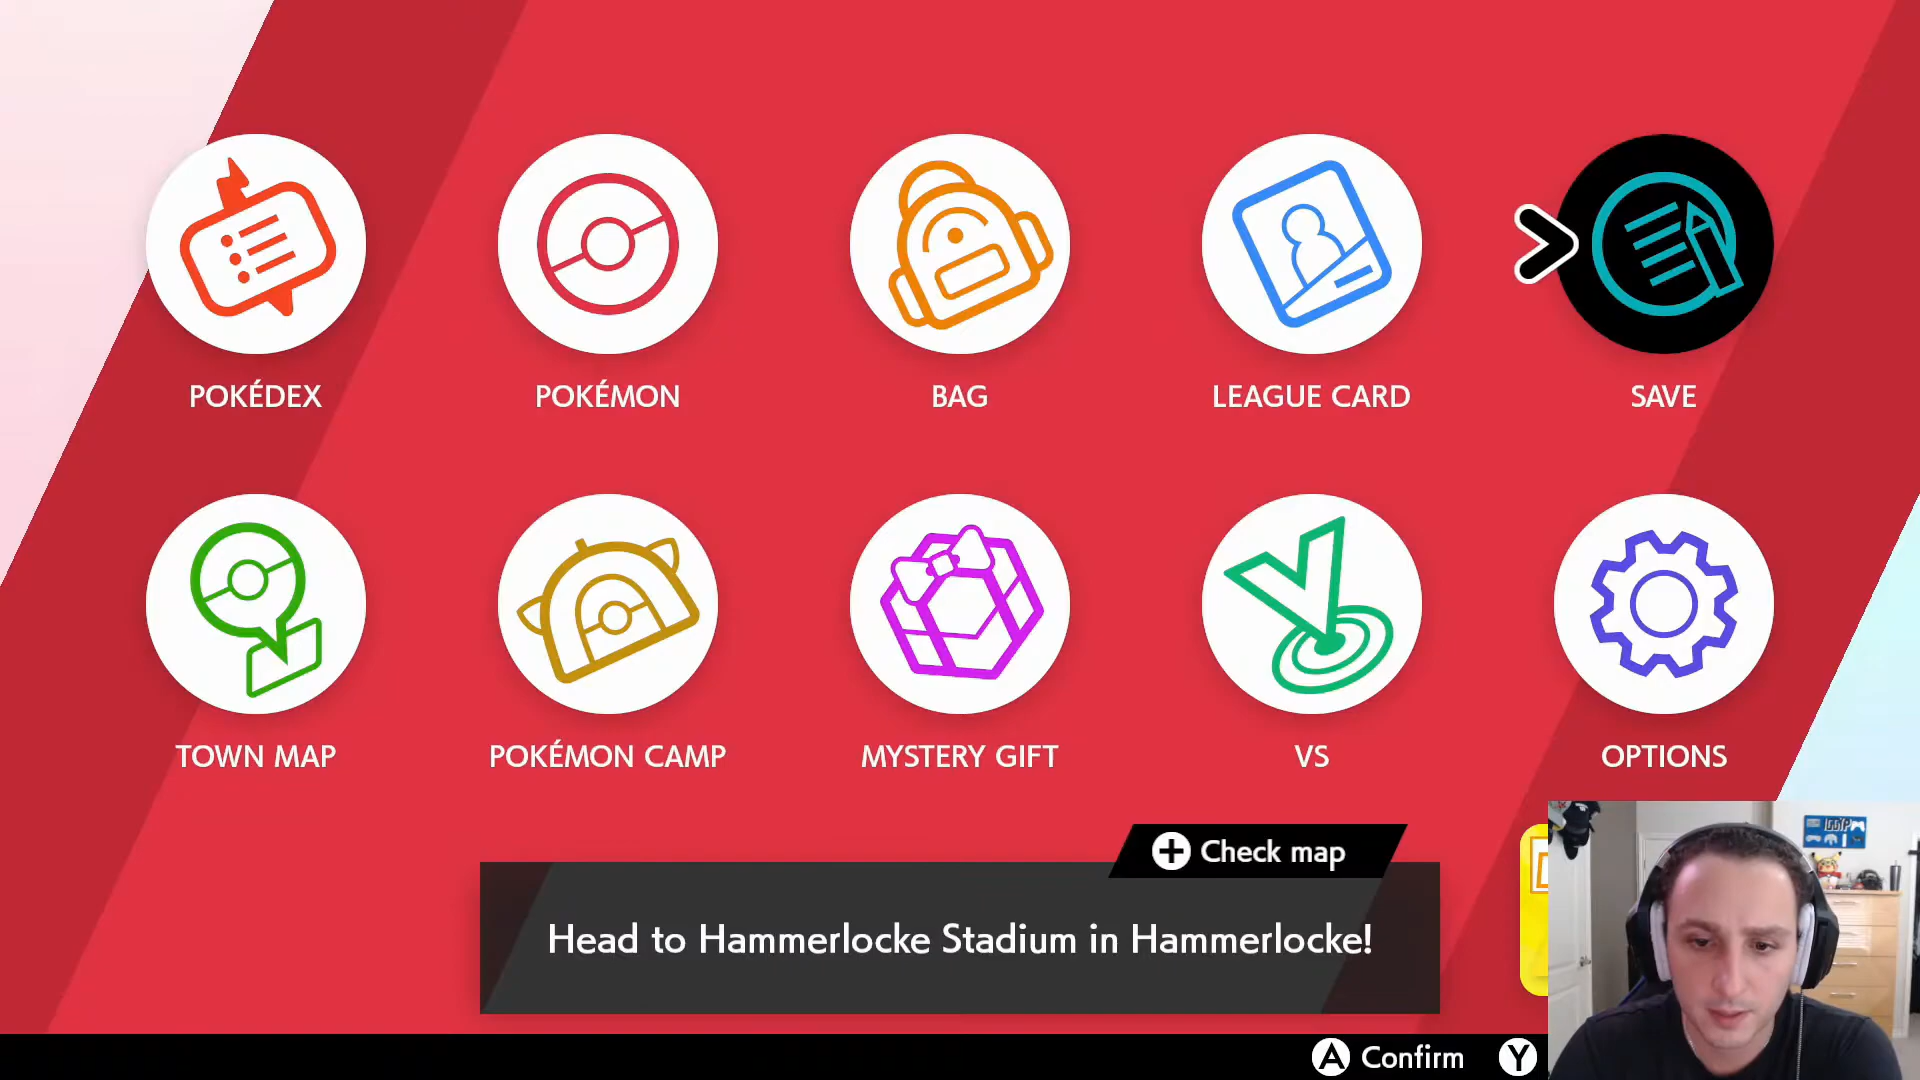 POKÉDEX
POKÉMON
BAG
LEAGUE CARD
SAVE
TOWN MAP
POKÉMON CAMP
MYSTERY GIFT
VS
OPTIONS
Check map
Head to Hammerlocke Stadium in Hammerlocke!
A Confirm
Y